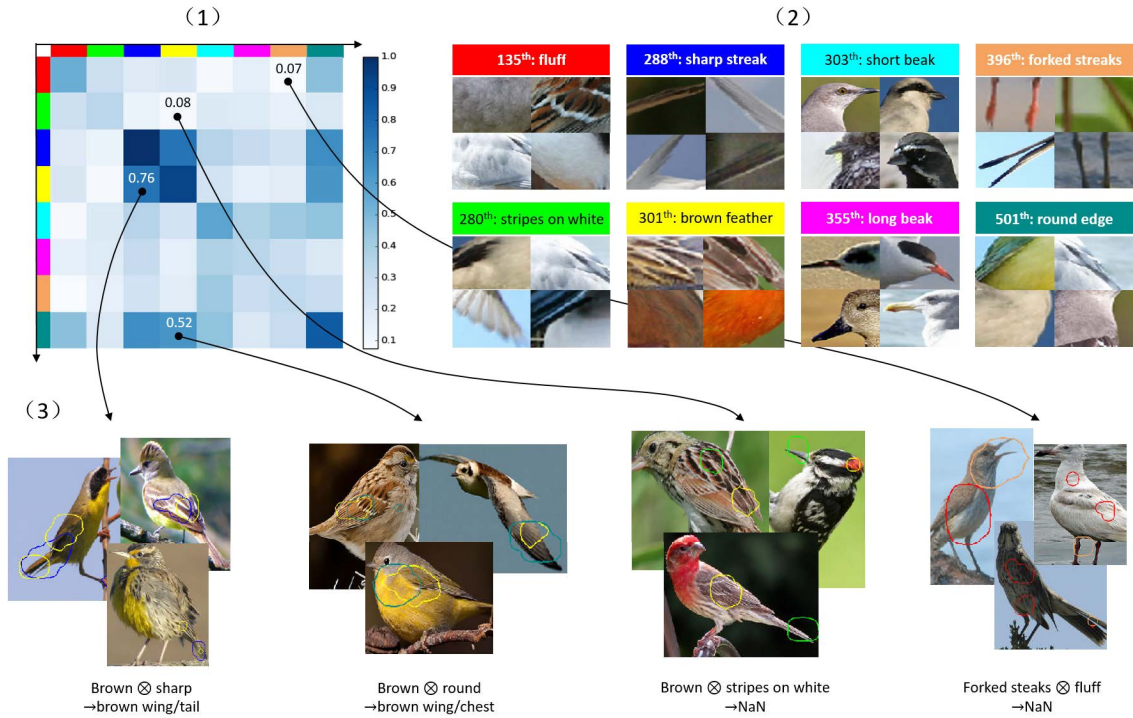 （1）
（2）
0.07
0.08
0.76
0.52
1.0
0.9
0.8
0.7
0.6
0.5
0.4
0.3
0.2
0.1
135th: fluff
288th: sharp streak
303th: short beak
396th: forked streaks
280th: stripes on white
301th: brown feather
355th: long beak
501th: round edge
（3）
Brown ⊗ sharp
→brown wing/tail
Brown ⊗ round
→brown wing/chest
Brown ⊗ stripes on white
→NaN
Forked steaks ⊗ fluff
→NaN